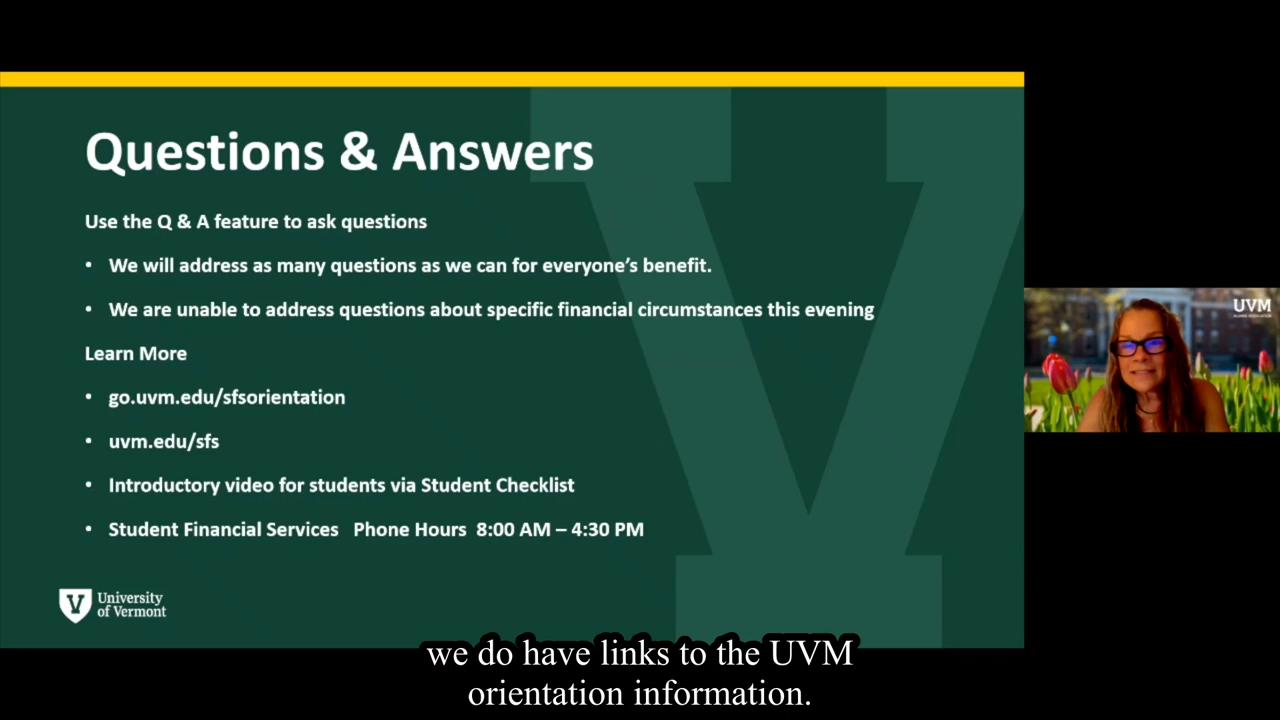 Questions & Answers
Use the Q & A feature to ask questions
• We will address as many questions as we can for everyone’s benefit.
• We are unable to address questions about specific financial circumstances this evening
Learn More
• go.uvm.edu/sfsorientation
• uvm.edu/sfs
• Introductory video for students via Student Checklist
• Student Financial Services Phone Hours 8:00 AM – 4:30 PM
V University
of Vermont
UVM
we do have links to the UVM
orientation information.